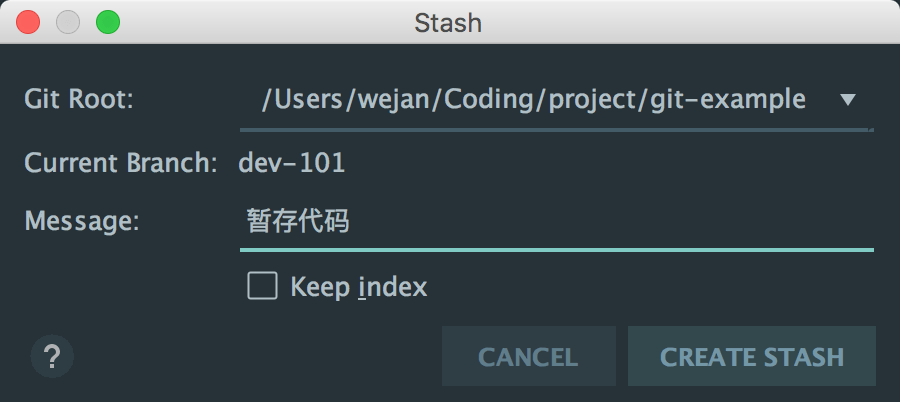 Stash
Git Root: /Users/wejan/Coding/project/git-example
Current Branch: dev-101
Message: 暂存代码
Keep index
? CANCEL CREATE STASH